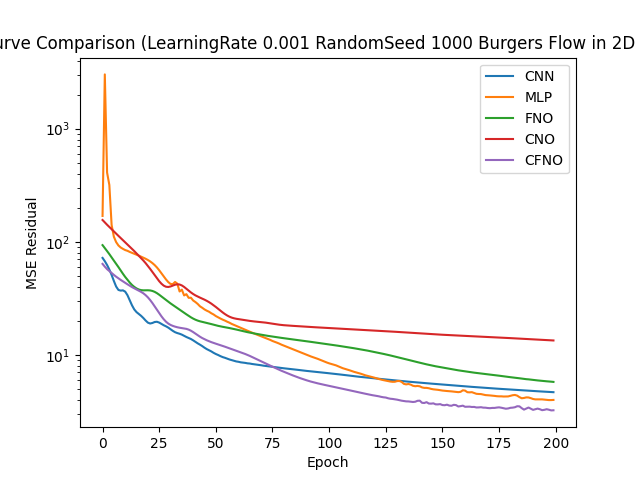 urve Comparison (LearningRate 0.001 RandomSeed 1000 Burgers Flow in 2D
CNN
MLP
FNO
CNO
CFNO
10³
10²
10¹
MSE Residual
0 25 50 75 100 125 150 175 200
Epoch